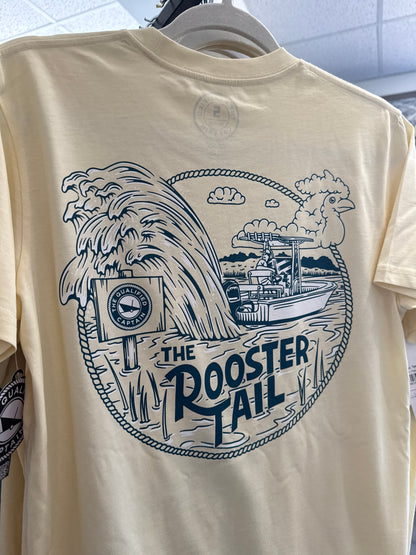 S
THE QUALIFIED
CAPTAIN
THE
ROOSTER
TAIL